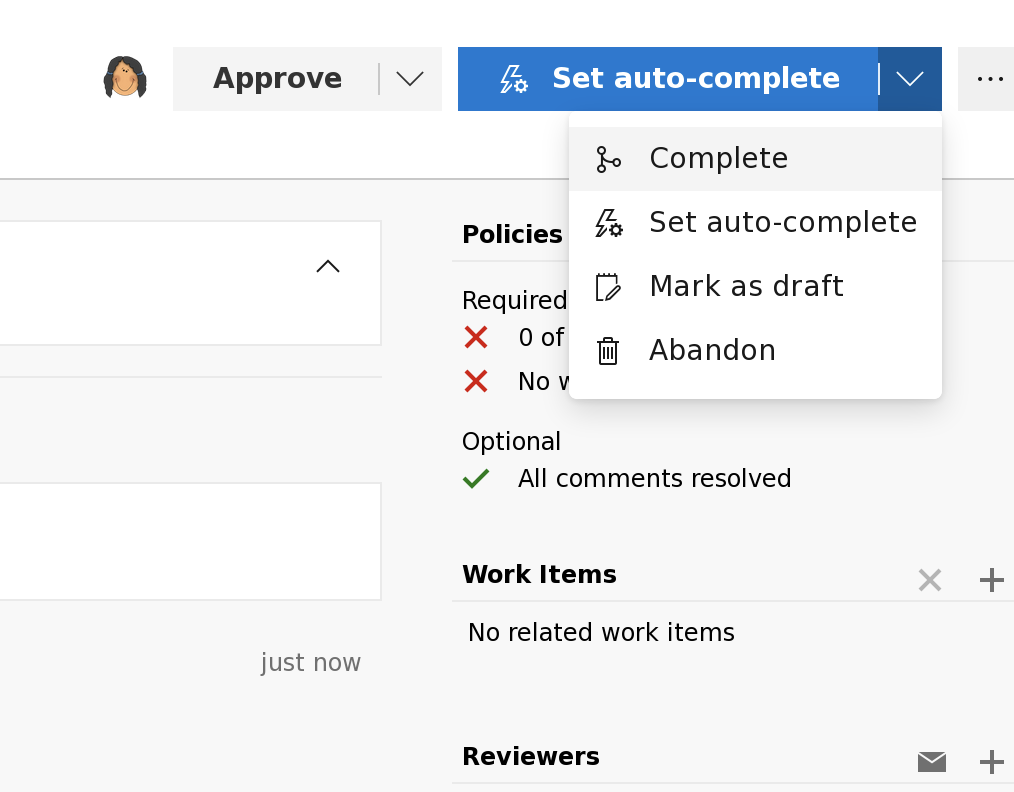 Approve
Set auto-complete
Complete
Set auto-complete
Mark as draft
Abandon
Policies
Required
0 of
No
Optional
All comments resolved
Work Items
No related work items
just now
Reviewers